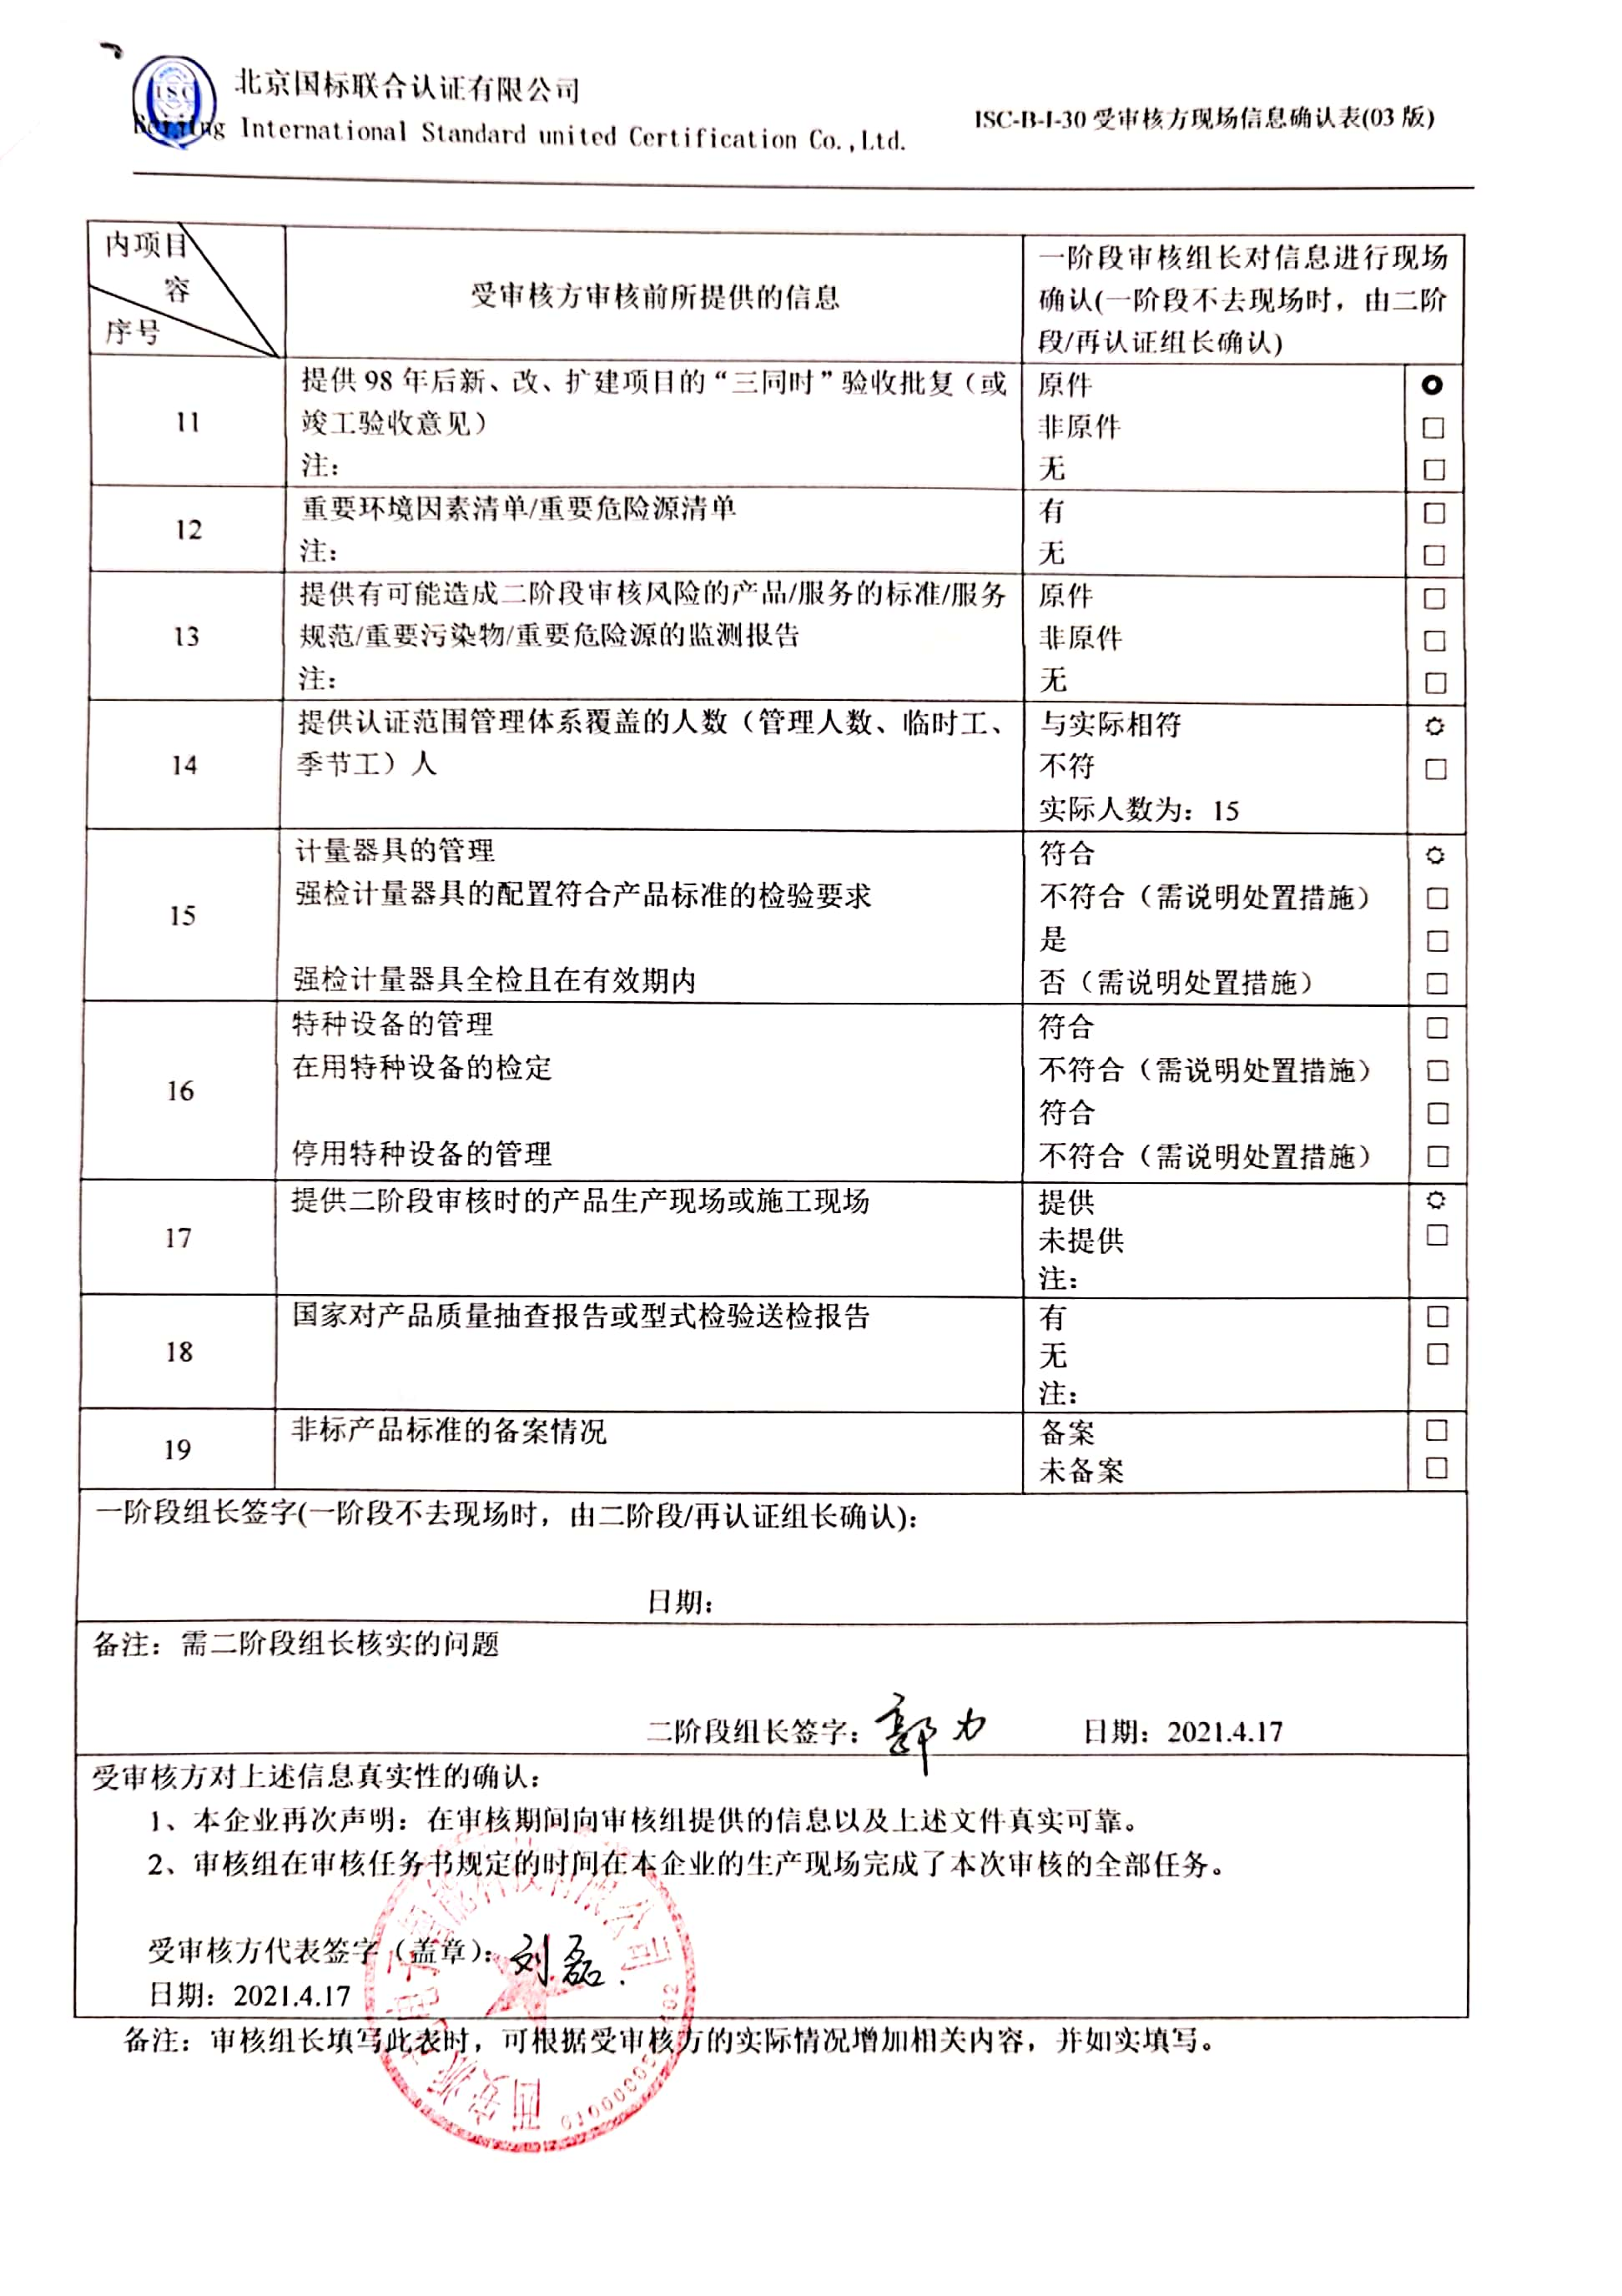 北京国标联合认证有限公司
Beijing International Standard united Certification Co.,Ltd.
ISC-B-I-30 受审核方现场信息确认表(03 版)
ISC
内项目
容
序号
受审核方审核前所提供的信息
一阶段审核组长对信息进行现场
确认(一阶段不去现场时，由二阶
段/再认证组长确认)
11
提供 98 年后新、改、扩建项目的“三同时”验收批复（或
竣工验收意见）
注：
原件
非原件 □
无 □
12
重要环境因素清单/重要危险源清单
注：
有 □
无 □
13
提供有可能造成二阶段审核风险的产品/服务的标准/服务
规范/重要污染物/重要危险源的监测报告
注：
原件 □
非原件 □
无 □
14
提供认证范围管理体系覆盖的人数（管理人数、临时工、
季节工）人
与实际相符
不符 □
实际人数为：15
15
计量器具的管理
强检计量器具的配置符合产品标准的检验要求
强检计量器具全检且在有效期内
符合
不符合（需说明处置措施） □
是 □
否（需说明处置措施） □
16
特种设备的管理
在用特种设备的检定
停用特种设备的管理
符合 □
不符合（需说明处置措施） □
符合 □
不符合（需说明处置措施） □
17
提供二阶段审核时的产品生产现场或施工现场
提供
未提供 □
注：
18
国家对产品质量抽查报告或型式检验送检报告
有 □
无 □
注：
19
非标产品标准的备案情况
备案 □
未备案 □
一阶段组长签字(一阶段不去现场时，由二阶段/再认证组长确认)：
日期：
备注：需二阶段组长核实的问题
二阶段组长签字：郭力 日期：2021.4.17
受审核方对上述信息真实性的确认：
1、本企业再次声明：在审核期间向审核组提供的信息以及上述文件真实可靠。
2、审核组在审核任务书规定的时间在本企业的生产现场完成了本次审核的全部任务。
受审核方代表签字（盖章）：刘磊
日期：2021.4.17
备注：审核组长填写此表时，可根据受审核方的实际情况增加相关内容，并如实填写。